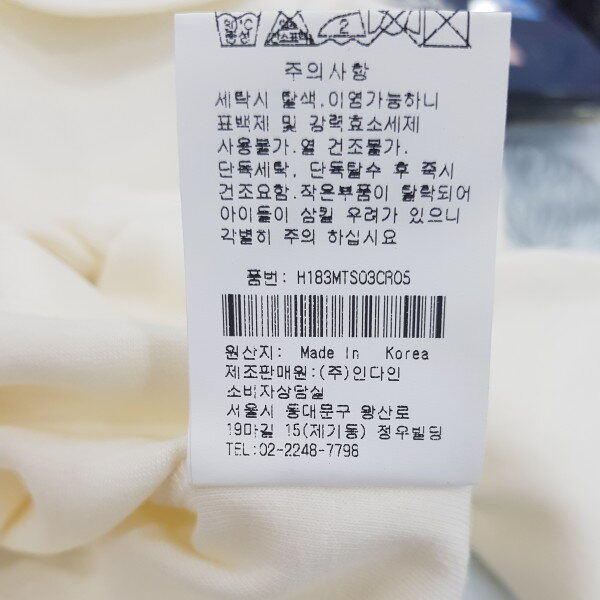 주의사항
세탁시 탈색.이염가능하니
표백제 및 강력효소세제
사용불가.열 건조불가.
단독세탁, 단독탈수 후 즉시
건조요함.작은부품이 탈락되어
아이들이 삼킬 우려가 있으니
각별히 주의 하십시요
품번: H183MTS03CR05
원산지: Made In Korea
제조판매원:(주)인다인
소비자상담실
서울시 동대문구 왕산로
19마길 15(제기동) 정우빌딩
TEL:02-2248-7798